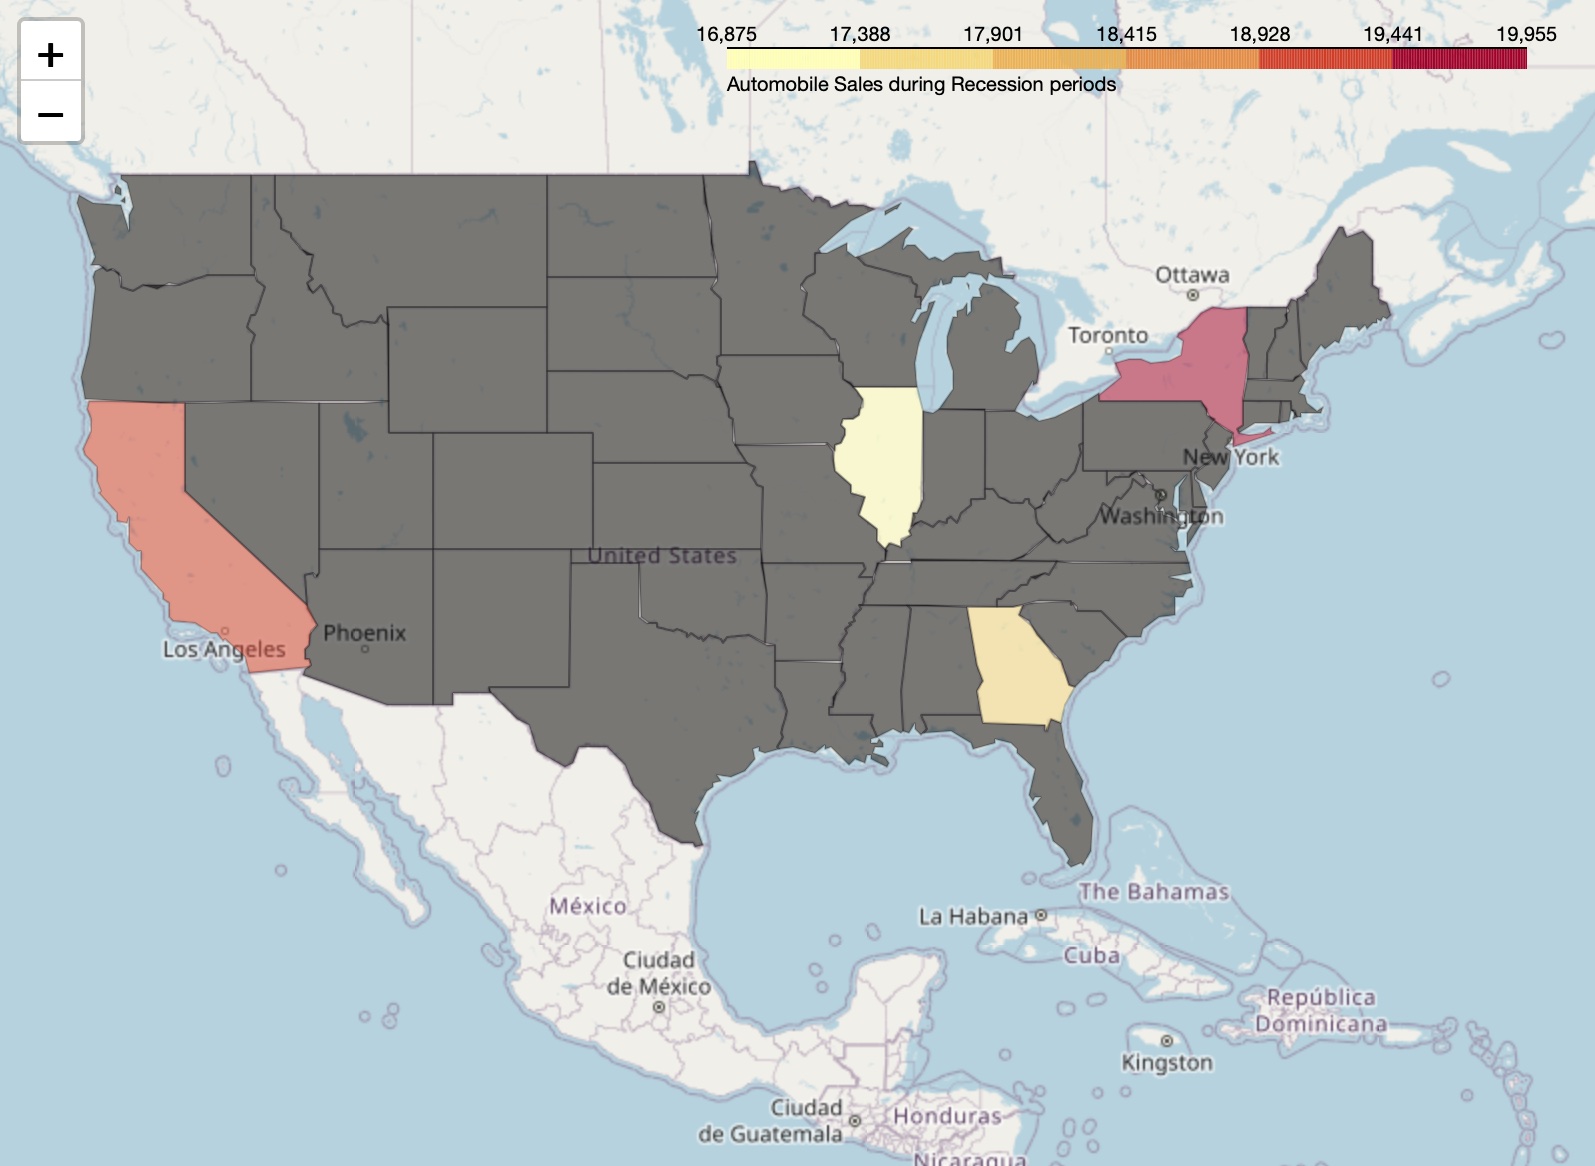 +
−
16,875 17,388 17,901 18,415 18,928 19,441 19,955
Automobile Sales during Recession periods
Ottawa
Toronto
New York
Washington
United States
Phoenix
Los Angeles
The Bahamas
La Habana
México
Cuba
Ciudad
de México
República
Dominicana
Kingston
Ciudad
de Guatemala
Honduras
Nicaragua